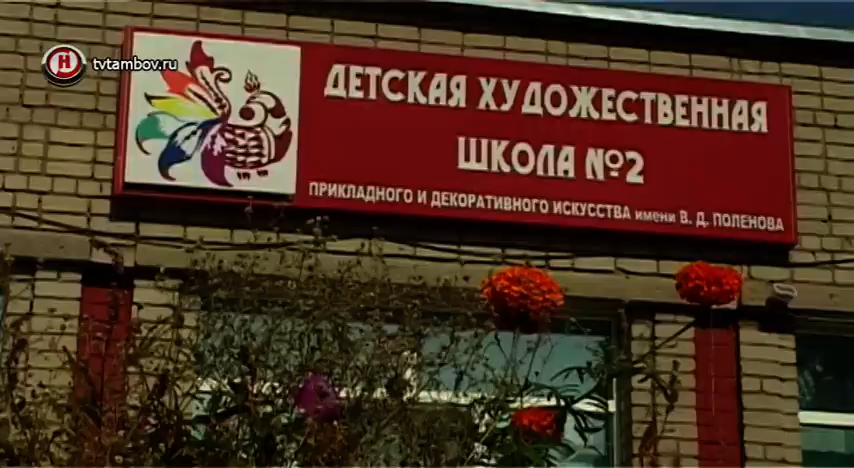 Н tvtambov.ru
ДЕТСКАЯ ХУДОЖЕСТВЕННАЯ
ШКОЛА №2
ПРИКЛАДНОГО И ДЕКОРАТИВНОГО ИСКУССТВА имени В. Д. ПОЛЕНОВА